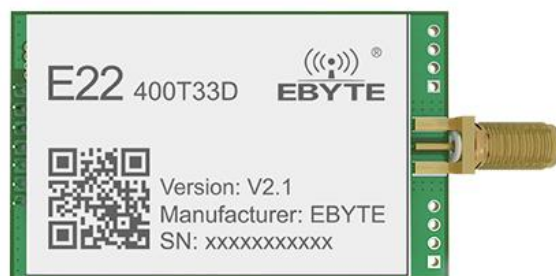 E22 400T33D
EBYTE ®
Version: V2.1
Manufacturer: EBYTE
SN: xxxxxxxxxxx